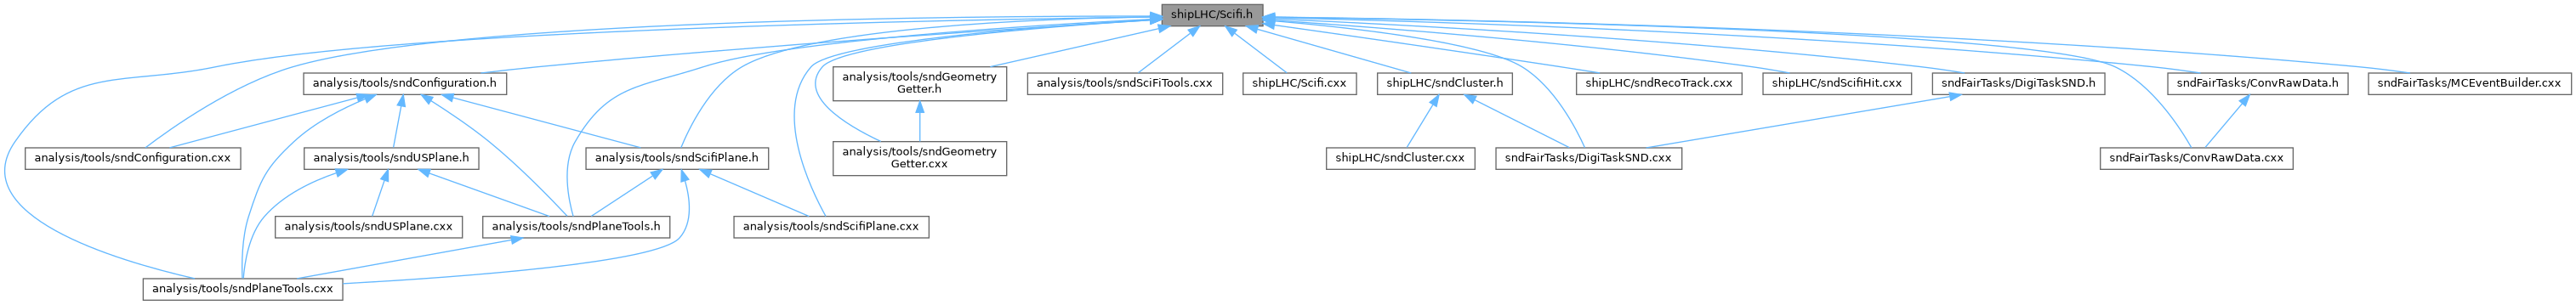 shipLHC/Scifi.h
analysis/tools/sndConfiguration.h
analysis/tools/sndGeometry
Getter.h
analysis/tools/sndSciFiTools.cxx
shipLHC/Scifi.cxx
shipLHC/sndCluster.h
shipLHC/sndRecoTrack.cxx
shipLHC/sndScifiHit.cxx
sndFairTasks/DigiTaskSND.h
sndFairTasks/ConvRawData.h
sndFairTasks/MCEventBuilder.cxx
analysis/tools/sndConfiguration.cxx
analysis/tools/sndUSPlane.h
analysis/tools/sndScifiPlane.h
analysis/tools/sndGeometry
Getter.cxx
shipLHC/sndCluster.cxx
sndFairTasks/DigiTaskSND.cxx
sndFairTasks/ConvRawData.cxx
analysis/tools/sndUSPlane.cxx
analysis/tools/sndPlaneTools.h
analysis/tools/sndScifiPlane.cxx
analysis/tools/sndPlaneTools.cxx